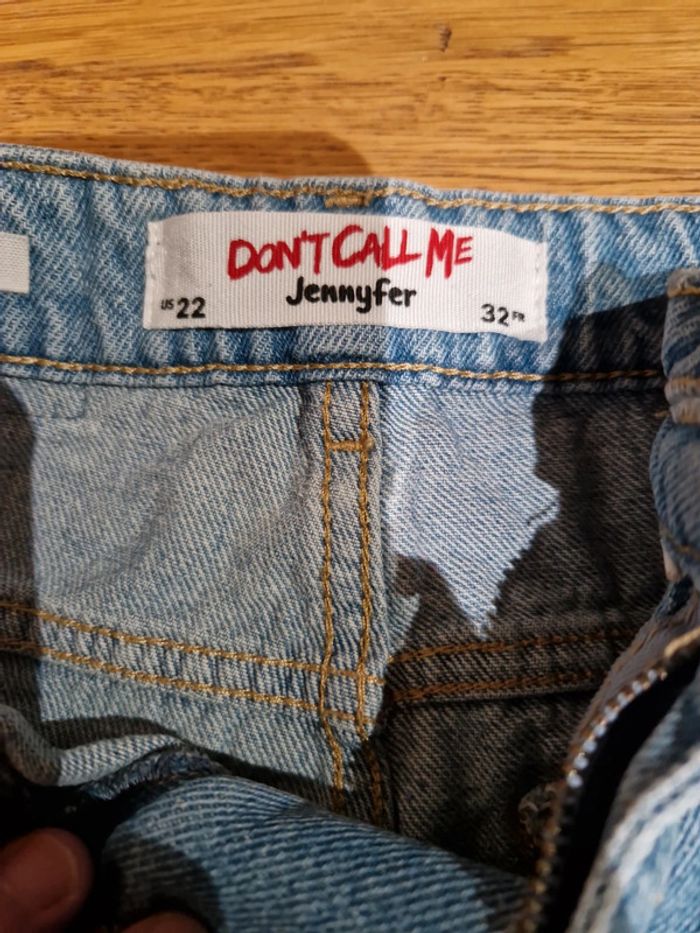 DON'T CALL ME
Jennyfer
US 22 32 FR